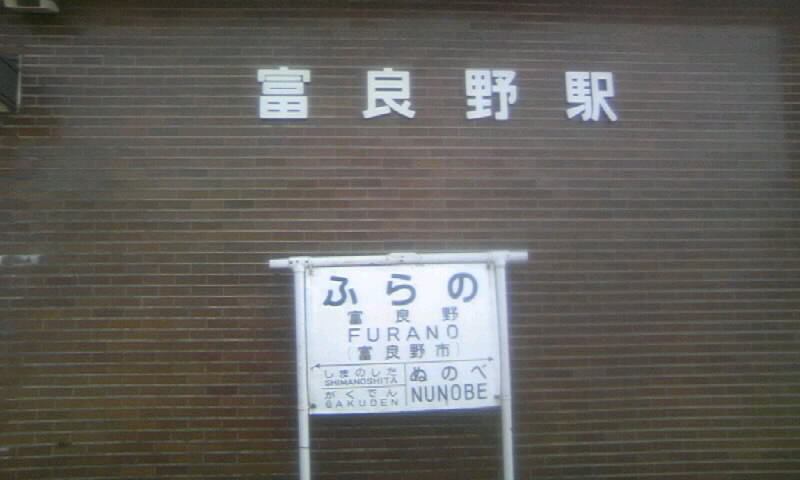 富良野駅
ふらの
富良野
FURANO
(富良野市)
しまのした
SHIMANOSHITA
がくでん
GAKUDEN
ぬのべ
NUNOBE